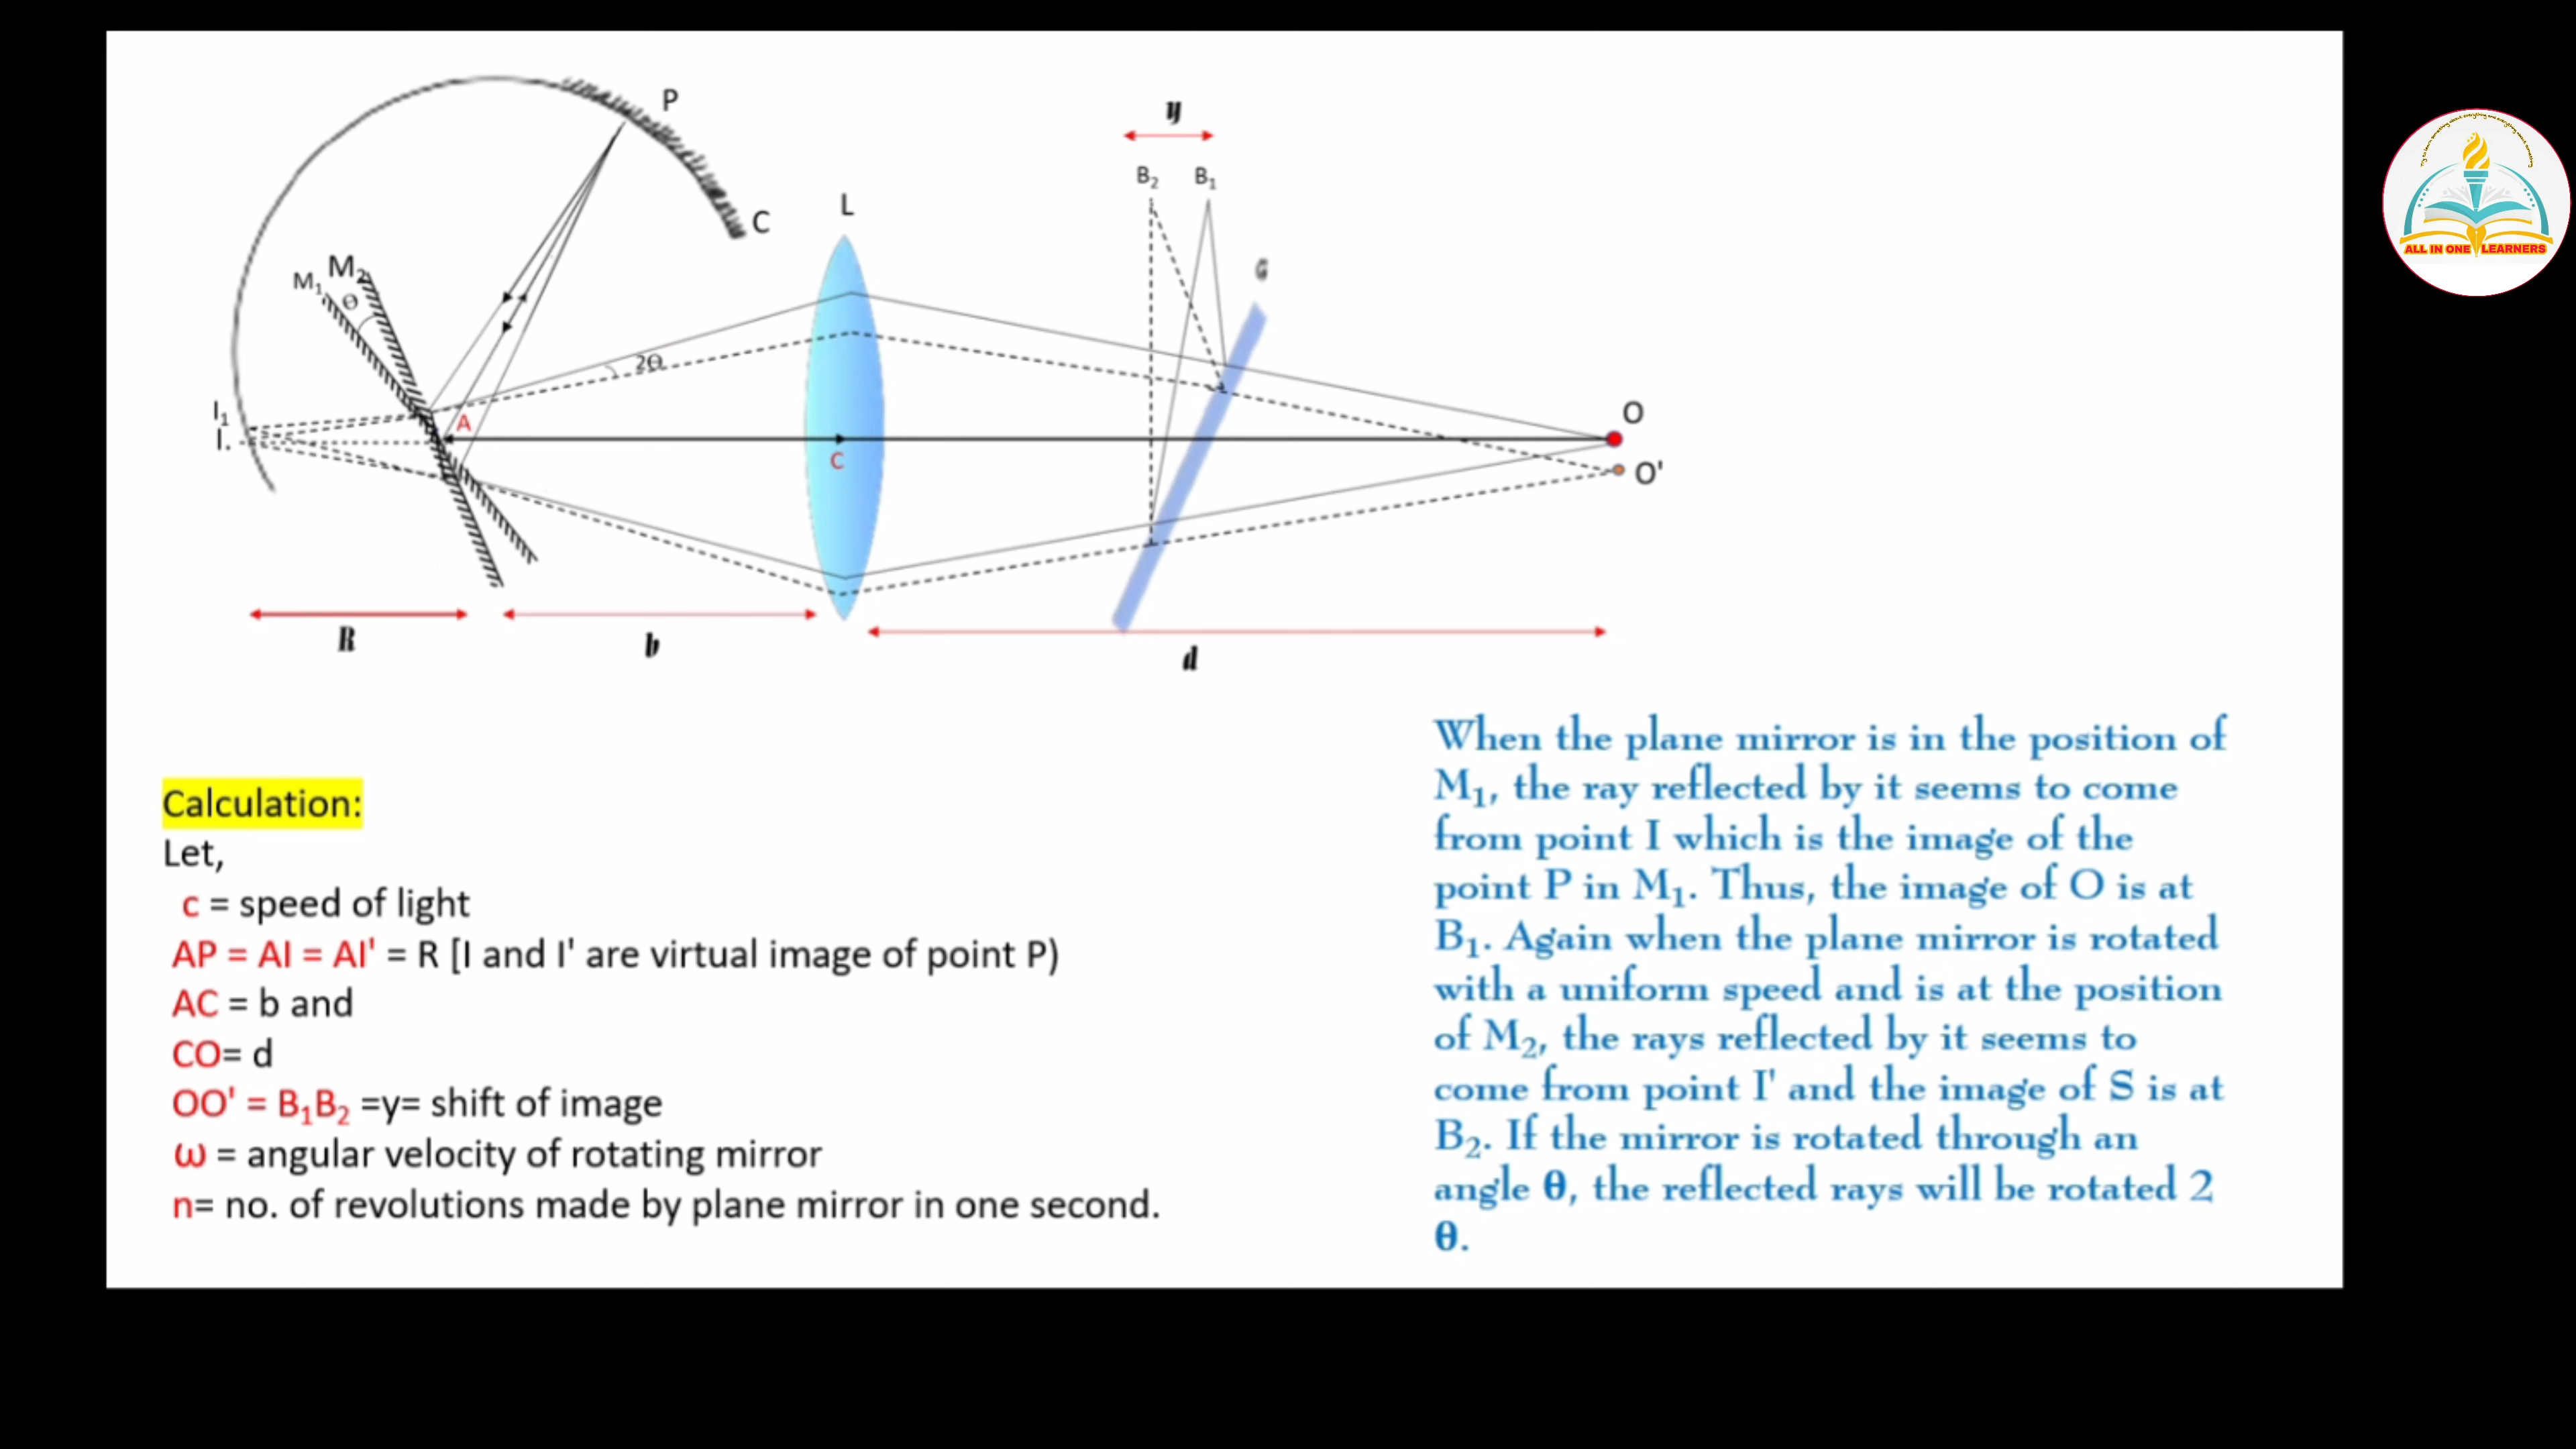 P
y
B₂ B₁
L
C
G
M₂
M₁
Ɵ
2Ɵ
I₁
I.
A
C
O
O'
R
b
d
ALL IN ONE LEARNERS
Calculation:
Let,
c = speed of light
AP = AI = AI' = R [I and I' are virtual image of point P)
AC = b and
CO= d
OO' = B₁B₂ =y= shift of image
ω = angular velocity of rotating mirror
n= no. of revolutions made by plane mirror in one second.
When the plane mirror is in the position of
M₁, the ray reflected by it seems to come
from point I which is the image of the
point P in M₁. Thus, the image of O is at
B₁. Again when the plane mirror is rotated
with a uniform speed and is at the position
of M₂, the rays reflected by it seems to
come from point I' and the image of S is at
B₂. If the mirror is rotated through an
angle θ, the reflected rays will be rotated 2
θ.